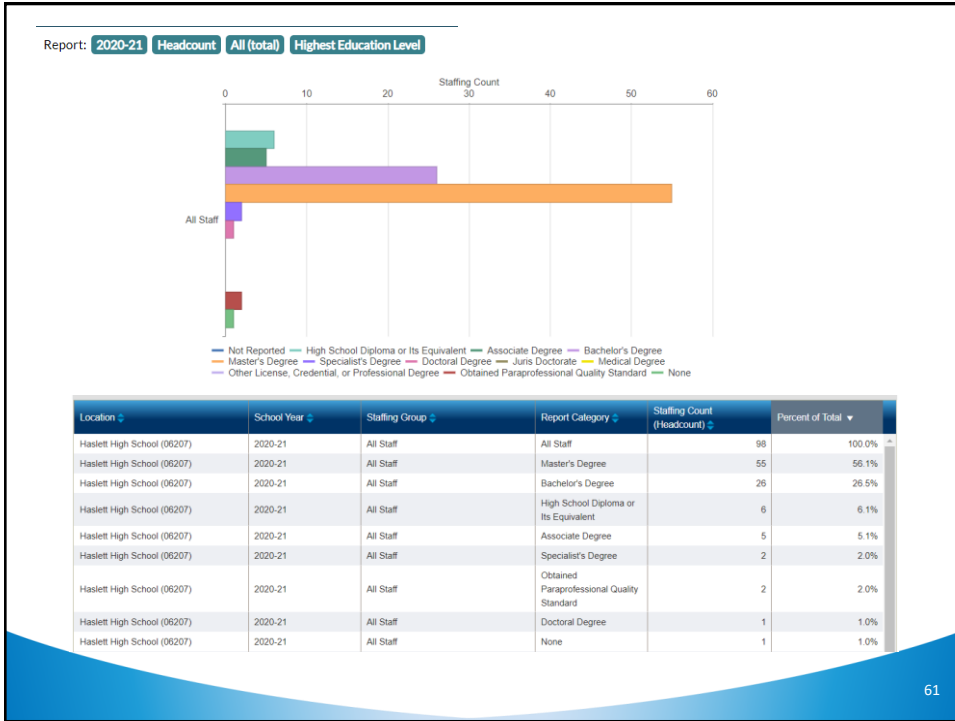 Report: 2020-21 Headcount All (total) Highest Education Level
Staffing Count
0 10 20 30 40 50 60
All Staff
Not Reported High School Diploma or Its Equivalent Associate Degree Bachelor's Degree
Master's Degree Specialist's Degree Doctoral Degree Juris Doctorate Medical Degree
Other License, Credential, or Professional Degree Obtained Paraprofessional Quality Standard None
Location School Year Staffing Group Report Category Staffing Count (Headcount) Percent of Total
Haslett High School (06207) 2020-21 All Staff All Staff 98 100.0%
Haslett High School (06207) 2020-21 All Staff Master's Degree 55 56.1%
Haslett High School (06207) 2020-21 All Staff Bachelor's Degree 26 26.5%
Haslett High School (06207) 2020-21 All Staff High School Diploma or Its Equivalent 6 6.1%
Haslett High School (06207) 2020-21 All Staff Associate Degree 5 5.1%
Haslett High School (06207) 2020-21 All Staff Specialist's Degree 2 2.0%
Haslett High School (06207) 2020-21 All Staff Obtained Paraprofessional Quality Standard 2 2.0%
Haslett High School (06207) 2020-21 All Staff Doctoral Degree 1 1.0%
Haslett High School (06207) 2020-21 All Staff None 1 1.0%
61